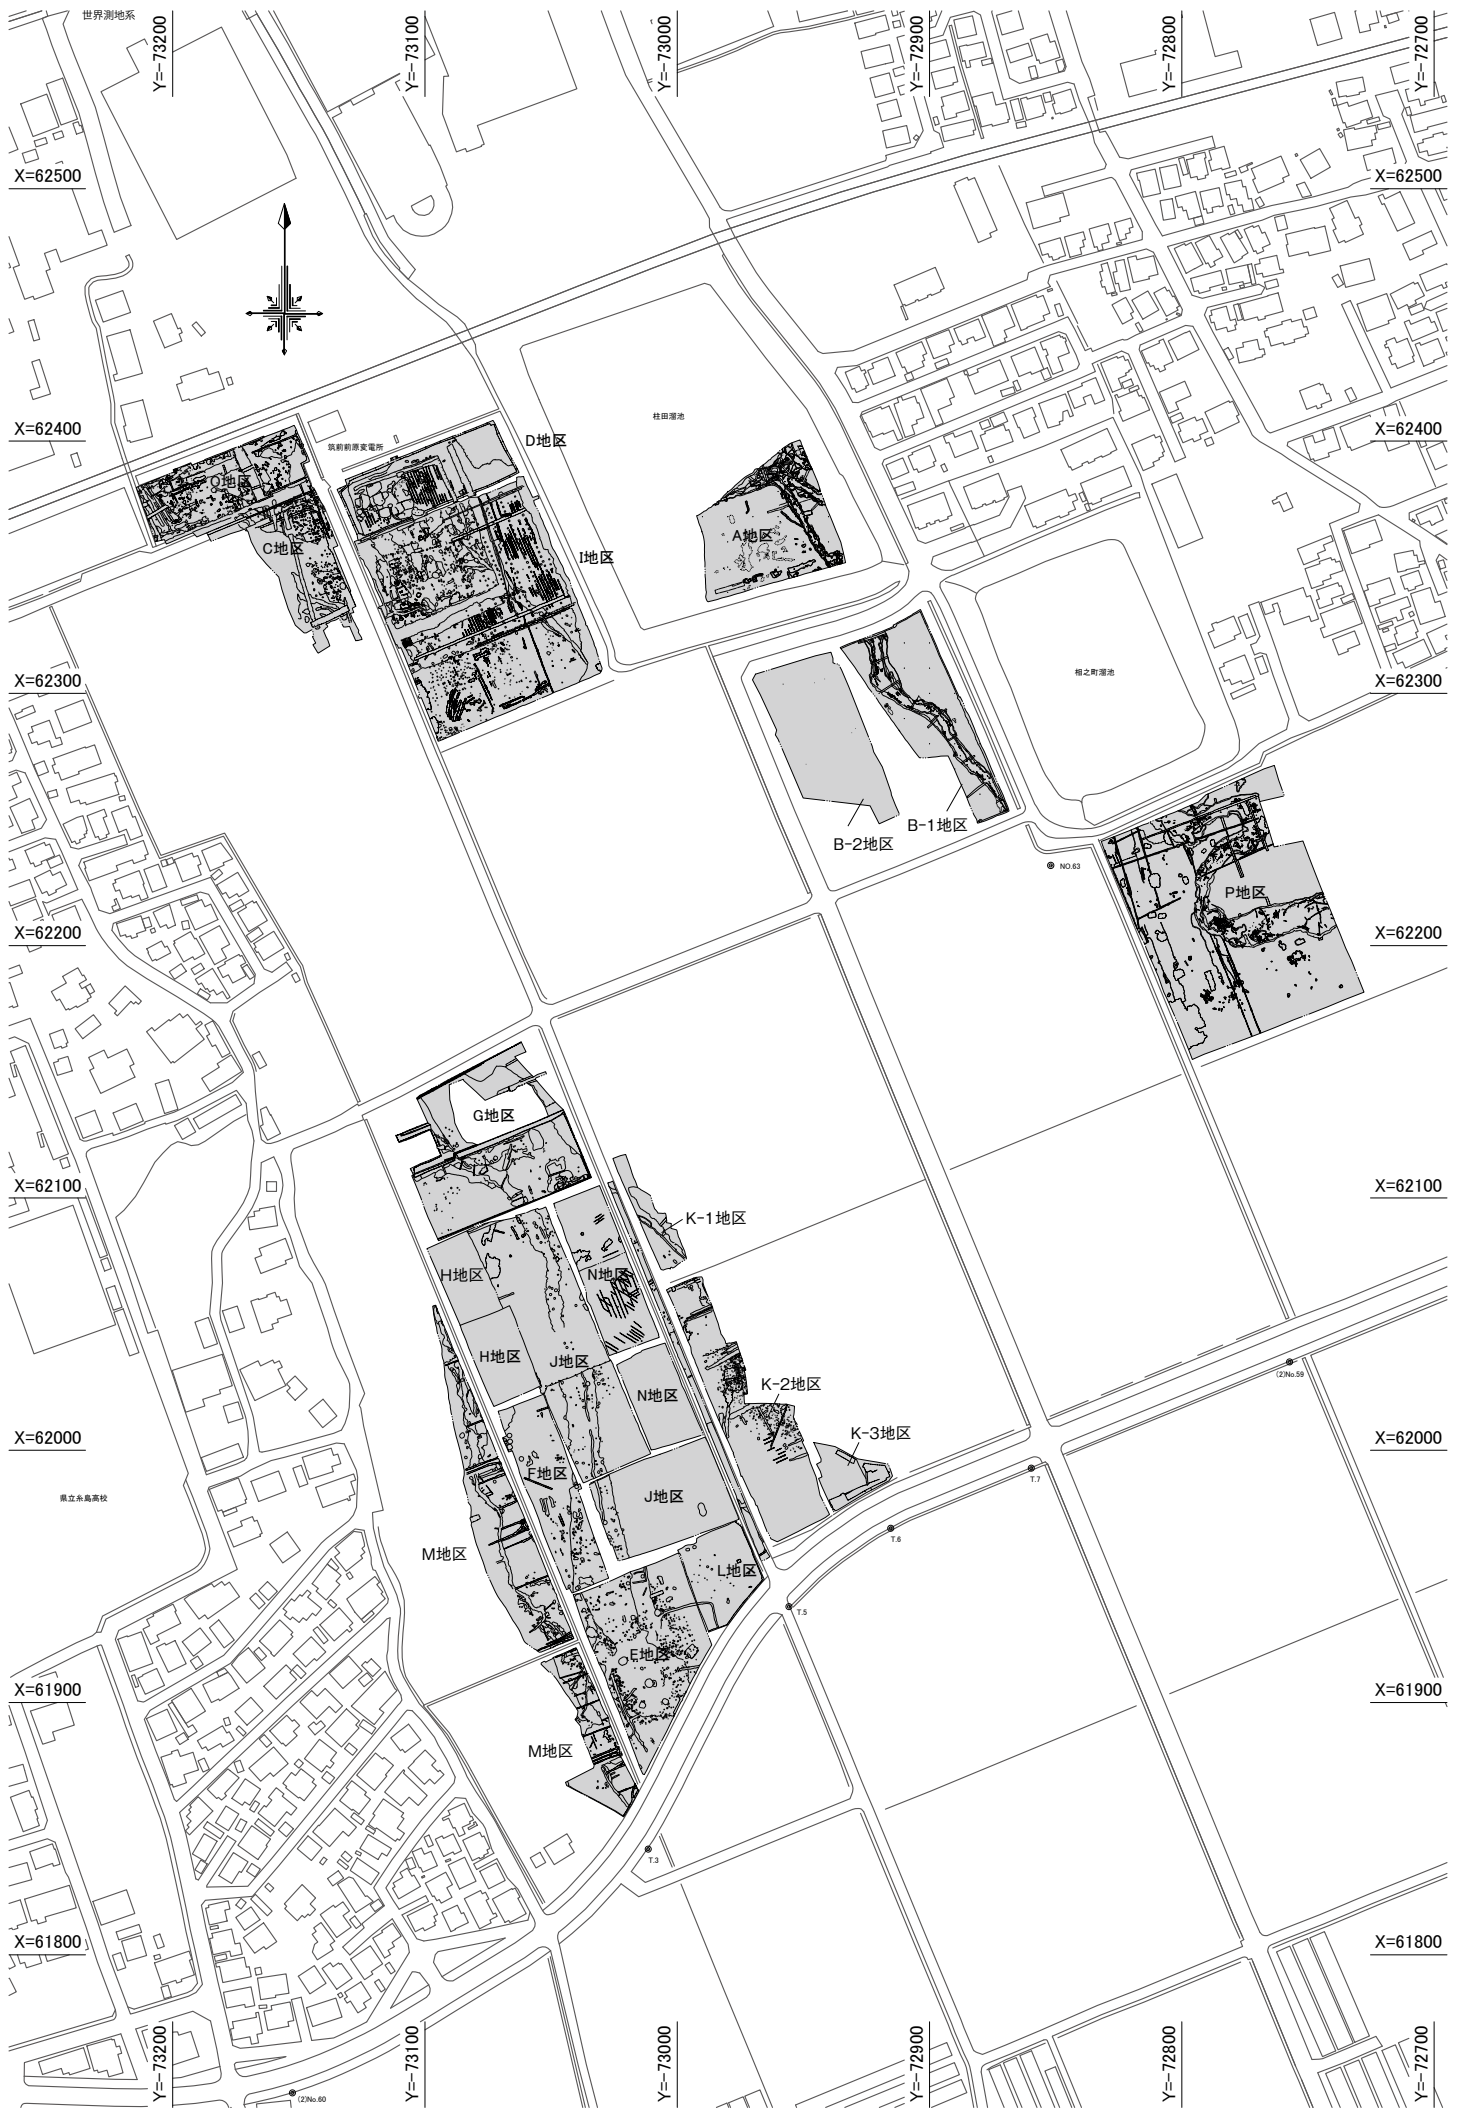 世界測地系
Y=-73200
Y=-73100
Y=-73000
Y=-72900
Y=-72800
Y=-72700
X=62500
X=62500
X=62400
X=62400
柱田溜池
筑前前原変電所
D地区
O地区
C地区
I地区
A地区
X=62300
X=62300
相之町溜池
B-1地区
B-2地区
NO.63
P地区
X=62200
X=62200
G地区
X=62100
X=62100
K-1地区
H地区
N地区
H地区
J地区
N地区
K-2地区
(2)No.59
X=62000
X=62000
K-3地区
F地区
T.7
県立糸島高校
J地区
T.6
M地区
L地区
T.5
E地区
X=61900
X=61900
M地区
T.3
X=61800
X=61800
Y=-73200
Y=-73100
Y=-73000
Y=-72900
Y=-72800
Y=-72700
(2)No.60